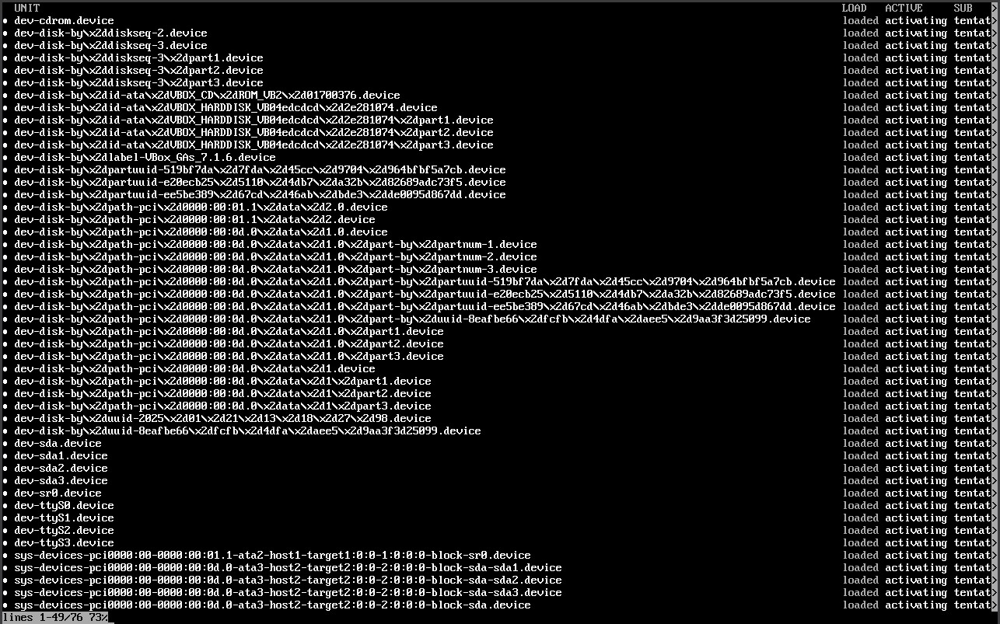 UNIT LOAD ACTIVE SUB >
● dev-cdrom.device loaded activating tentat>
● dev-disk-by\x2ddiskseq-2.device loaded activating tentat>
● dev-disk-by\x2ddiskseq-3.device loaded activating tentat>
● dev-disk-by\x2ddiskseq-3\x2dpart1.device loaded activating tentat>
● dev-disk-by\x2ddiskseq-3\x2dpart2.device loaded activating tentat>
● dev-disk-by\x2ddiskseq-3\x2dpart3.device loaded activating tentat>
● dev-disk-by\x2did-ata\x2dVBOX_CD\x2dROM_VB2\x2d01700376.device loaded activating tentat>
● dev-disk-by\x2did-ata\x2dVBOX_HARDDISK_VB04edcdcd\x2d2e281074.device loaded activating tentat>
● dev-disk-by\x2did-ata\x2dVBOX_HARDDISK_VB04edcdcd\x2d2e281074\x2dpart1.device loaded activating tentat>
● dev-disk-by\x2did-ata\x2dVBOX_HARDDISK_VB04edcdcd\x2d2e281074\x2dpart2.device loaded activating tentat>
● dev-disk-by\x2did-ata\x2dVBOX_HARDDISK_VB04edcdcd\x2d2e281074\x2dpart3.device loaded activating tentat>
● dev-disk-by\x2dlabel-VBox_GAs_7.1.6.device loaded activating tentat>
● dev-disk-by\x2dpartuuid-519bf7da\x2d7fda\x2d45cc\x2d9704\x2d964bfbf5a7cb.device loaded activating tentat>
● dev-disk-by\x2dpartuuid-e20ecb25\x2d5110\x2d4db7\x2da32b\x2d82689adc73f5.device loaded activating tentat>
● dev-disk-by\x2dpartuuid-ee5be389\x2d67cd\x2d46ab\x2dbde3\x2dde0095d867dd.device loaded activating tentat>
● dev-disk-by\x2dpath-pci\x2d0000:00:01.1\x2data\x2d2.0.device loaded activating tentat>
● dev-disk-by\x2dpath-pci\x2d0000:00:01.1\x2data\x2d2.device loaded activating tentat>
● dev-disk-by\x2dpath-pci\x2d0000:00:0d.0\x2data\x2d1.0.device loaded activating tentat>
● dev-disk-by\x2dpath-pci\x2d0000:00:0d.0\x2data\x2d1.0\x2dpart-by\x2dpartnum-1.device loaded activating tentat>
● dev-disk-by\x2dpath-pci\x2d0000:00:0d.0\x2data\x2d1.0\x2dpart-by\x2dpartnum-2.device loaded activating tentat>
● dev-disk-by\x2dpath-pci\x2d0000:00:0d.0\x2data\x2d1.0\x2dpart-by\x2dpartnum-3.device loaded activating tentat>
● dev-disk-by\x2dpath-pci\x2d0000:00:0d.0\x2data\x2d1.0\x2dpart-by\x2dpartuuid-519bf7da\x2d7fda\x2d45cc\x2d9704\x2d964bfbf5a7cb.device loaded activating tentat>
● dev-disk-by\x2dpath-pci\x2d0000:00:0d.0\x2data\x2d1.0\x2dpart-by\x2dpartuuid-e20ecb25\x2d5110\x2d4db7\x2da32b\x2d82689adc73f5.device loaded activating tentat>
● dev-disk-by\x2dpath-pci\x2d0000:00:0d.0\x2data\x2d1.0\x2dpart-by\x2dpartuuid-ee5be389\x2d67cd\x2d46ab\x2dbde3\x2dde0095d867dd.device loaded activating tentat>
● dev-disk-by\x2dpath-pci\x2d0000:00:0d.0\x2data\x2d1.0\x2dpart-by\x2duuid-8eafbe66\x2dfcfb\x2d4dfa\x2daee5\x2d9aa3f3d25099.device loaded activating tentat>
● dev-disk-by\x2dpath-pci\x2d0000:00:0d.0\x2data\x2d1.0\x2dpart1.device loaded activating tentat>
● dev-disk-by\x2dpath-pci\x2d0000:00:0d.0\x2data\x2d1.0\x2dpart2.device loaded activating tentat>
● dev-disk-by\x2dpath-pci\x2d0000:00:0d.0\x2data\x2d1.0\x2dpart3.device loaded activating tentat>
● dev-disk-by\x2dpath-pci\x2d0000:00:0d.0\x2data\x2d1.device loaded activating tentat>
● dev-disk-by\x2dpath-pci\x2d0000:00:0d.0\x2data\x2d1\x2dpart1.device loaded activating tentat>
● dev-disk-by\x2dpath-pci\x2d0000:00:0d.0\x2data\x2d1\x2dpart2.device loaded activating tentat>
● dev-disk-by\x2dpath-pci\x2d0000:00:0d.0\x2data\x2d1\x2dpart3.device loaded activating tentat>
● dev-disk-by\x2duuid-2025\x2d01\x2d21\x2d13\x2d18\x2d27\x2d98.device loaded activating tentat>
● dev-disk-by\x2duuid-8eafbe66\x2dfcfb\x2d4dfa\x2daee5\x2d9aa3f3d25099.device loaded activating tentat>
● dev-sda.device loaded activating tentat>
● dev-sda1.device loaded activating tentat>
● dev-sda2.device loaded activating tentat>
● dev-sda3.device loaded activating tentat>
● dev-sr0.device loaded activating tentat>
● dev-ttyS0.device loaded activating tentat>
● dev-ttyS1.device loaded activating tentat>
● dev-ttyS2.device loaded activating tentat>
● dev-ttyS3.device loaded activating tentat>
● sys-devices-pci0000:00-0000:00:01.1-ata2-host1-target1:0:0-1:0:0:0-block-sr0.device loaded activating tentat>
● sys-devices-pci0000:00-0000:00:0d.0-ata3-host2-target2:0:0-2:0:0:0-block-sda-sda1.device loaded activating tentat>
● sys-devices-pci0000:00-0000:00:0d.0-ata3-host2-target2:0:0-2:0:0:0-block-sda-sda2.device loaded activating tentat>
● sys-devices-pci0000:00-0000:00:0d.0-ata3-host2-target2:0:0-2:0:0:0-block-sda-sda3.device loaded activating tentat>
● sys-devices-pci0000:00-0000:00:0d.0-ata3-host2-target2:0:0-2:0:0:0-block-sda.device loaded activating tentat>
lines 1-49/76 73%